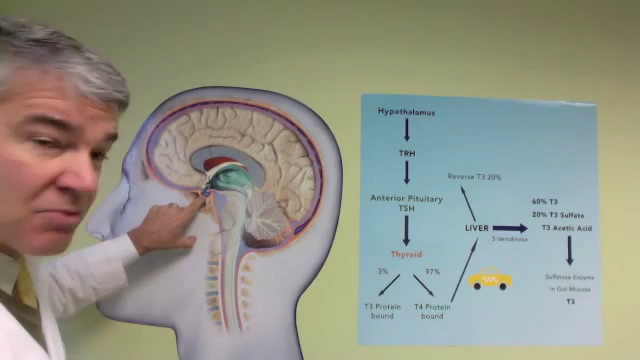 Hypothalamus
TRH
Anterior Pituitary
TSH
Thyroid
3%
97%
T3 Protein
bound
T4 Protein
bound
Reverse T3 20%
LIVER
5'deiodinase
60% T3
20% T3 Sulfate
T3 Acetic Acid
Sulfatase Enzyme
in Gut Mucosa
T3